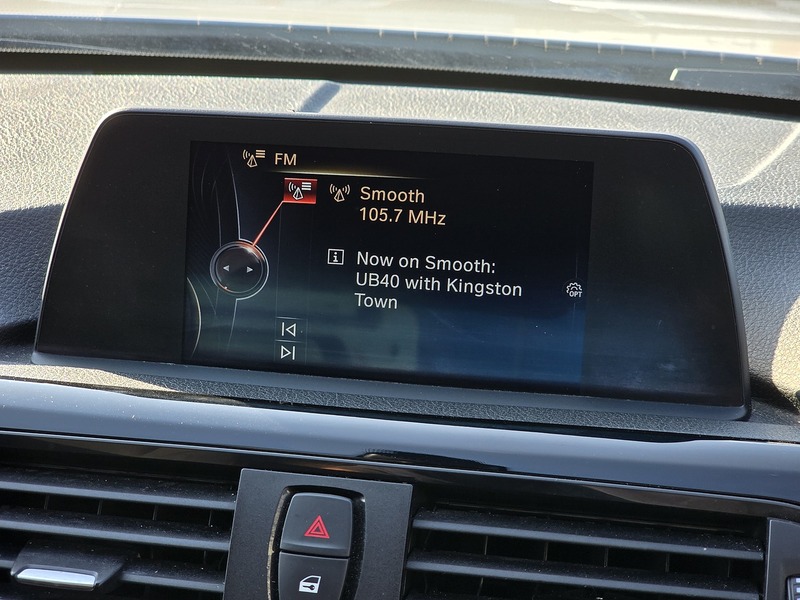 FM
Smooth
105.7 MHz
i Now on Smooth:
UB40 with Kingston
Town
OPT